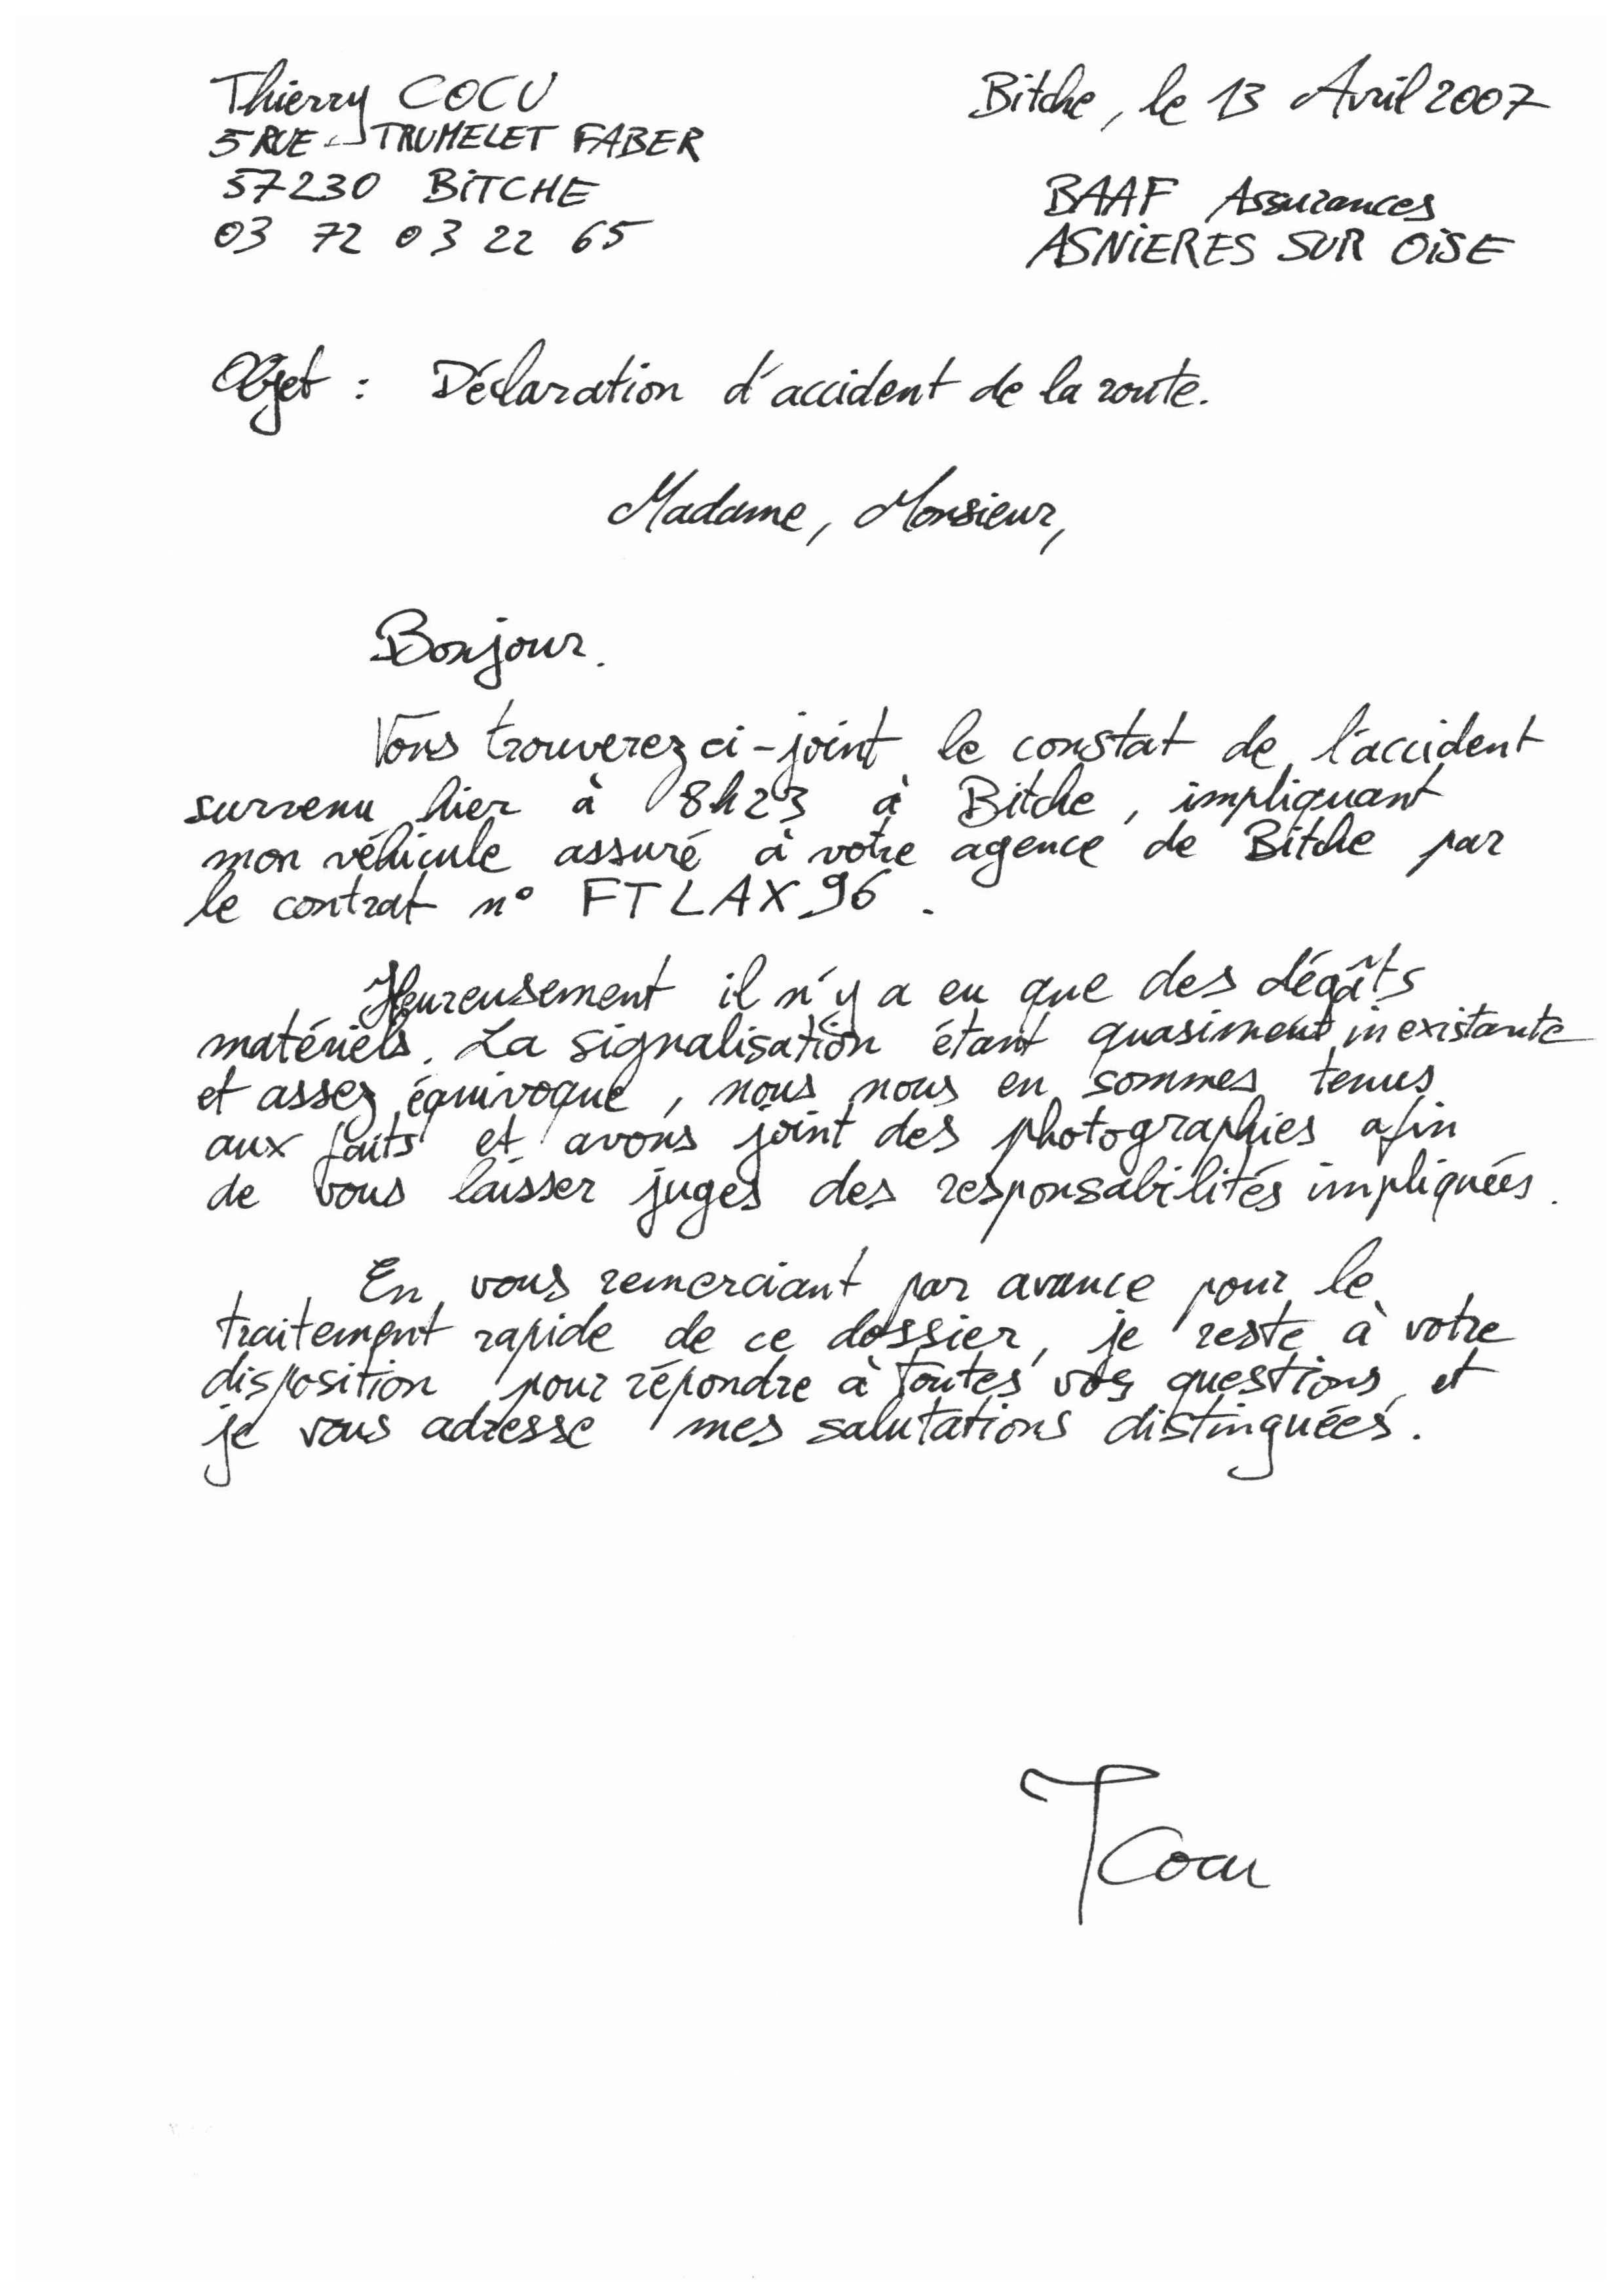 Thierry COCU
5 RUE TRUMELET FABER
57230 BITCHE
03 72 03 22 65
Bitche, le 13 Avril 2007
BAAF Assurances
ASNIERES SUR OISE
Objet : Déclaration d'accident de la route.
Madame, Monsieur,
Bonjour.
Vous trouverez ci-joint le constat de l'accident
survenu hier à 8h23 à Bitche, impliquant
mon véhicule assuré à votre agence de Bitche par
le contrat n° FTLAX96.
Heureusement il n'y a eu que des dégâts
matériels. La signalisation étant quasiment inexistante
et assez équivoque, nous nous en sommes tenus
aux faits et avons joint des photographies afin
de vous laisser juges des responsabilités impliquées.
En vous remerciant par avance pour le
traitement rapide de ce dossier, je reste à votre
disposition pour répondre à toutes vos questions, et
je vous adresse mes salutations distinguées.
TCocu